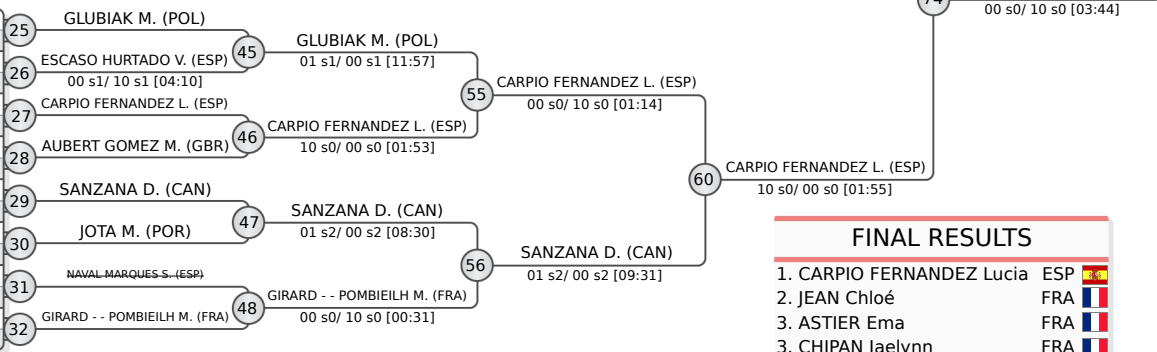 74
00 s0/ 10 s0 [03:44]
25
GLUBIAK M. (POL)
45
GLUBIAK M. (POL)
01 s1/ 00 s1 [11:57]
26
ESCASO HURTADO V. (ESP)
00 s1/ 10 s1 [04:10]
55
CARPIO FERNANDEZ L. (ESP)
00 s0/ 10 s0 [01:14]
27
CARPIO FERNANDEZ L. (ESP)
46
CARPIO FERNANDEZ L. (ESP)
10 s0/ 00 s0 [01:53]
28
AUBERT GOMEZ M. (GBR)
60
CARPIO FERNANDEZ L. (ESP)
10 s0/ 00 s0 [01:55]
29
SANZANA D. (CAN)
47
SANZANA D. (CAN)
01 s2/ 00 s2 [08:30]
30
JOTA M. (POR)
56
SANZANA D. (CAN)
01 s2/ 00 s2 [09:31]
31
NAVAL MARQUES S. (ESP)
48
GIRARD - - POMBIEILH M. (FRA)
00 s0/ 10 s0 [00:31]
32
GIRARD - - POMBIEILH M. (FRA)
FINAL RESULTS
1. CARPIO FERNANDEZ Lucia ESP
2. JEAN Chloé FRA
3. ASTIER Ema FRA
3. CHIPAN Jaelynn FRA